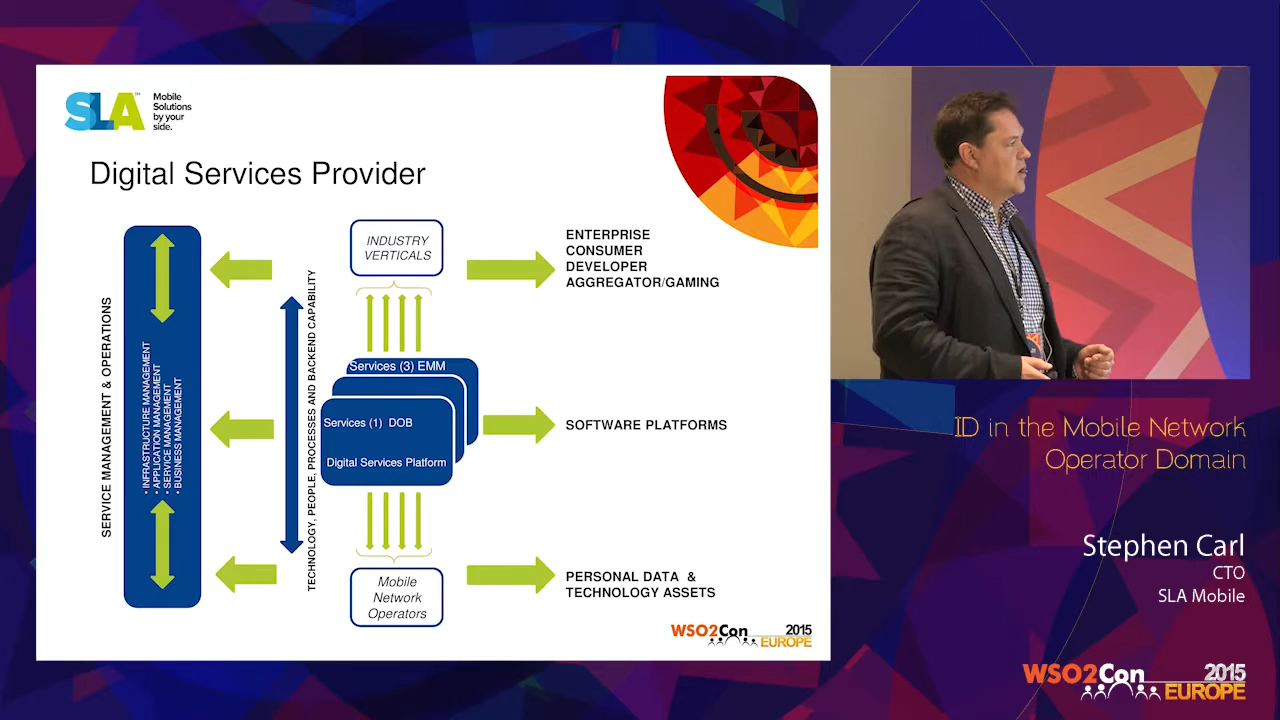 SLA™
Mobile
Solutions
by your
side.
Digital Services Provider
SERVICE MANAGEMENT & OPERATIONS
• INFRASTRUCTURE MANAGEMENT
• APPLICATION MANAGEMENT
• SERVICE MANAGEMENT
• BUSINESS MANAGEMENT
TECHNOLOGY, PEOPLE, PROCESSES AND BACKEND CAPABILITY
INDUSTRY
VERTICALS
Services (3) EMM
Services (1) DOB
Digital Services Platform
Mobile
Network
Operators
ENTERPRISE
CONSUMER
DEVELOPER
AGGREGATOR/GAMING
SOFTWARE PLATFORMS
PERSONAL DATA &
TECHNOLOGY ASSETS
WSO2Con 2015
EUROPE
ID in the Mobile Network
Operator Domain
Stephen Carl
CTO
SLA Mobile
WSO2Con 2015
EUROPE